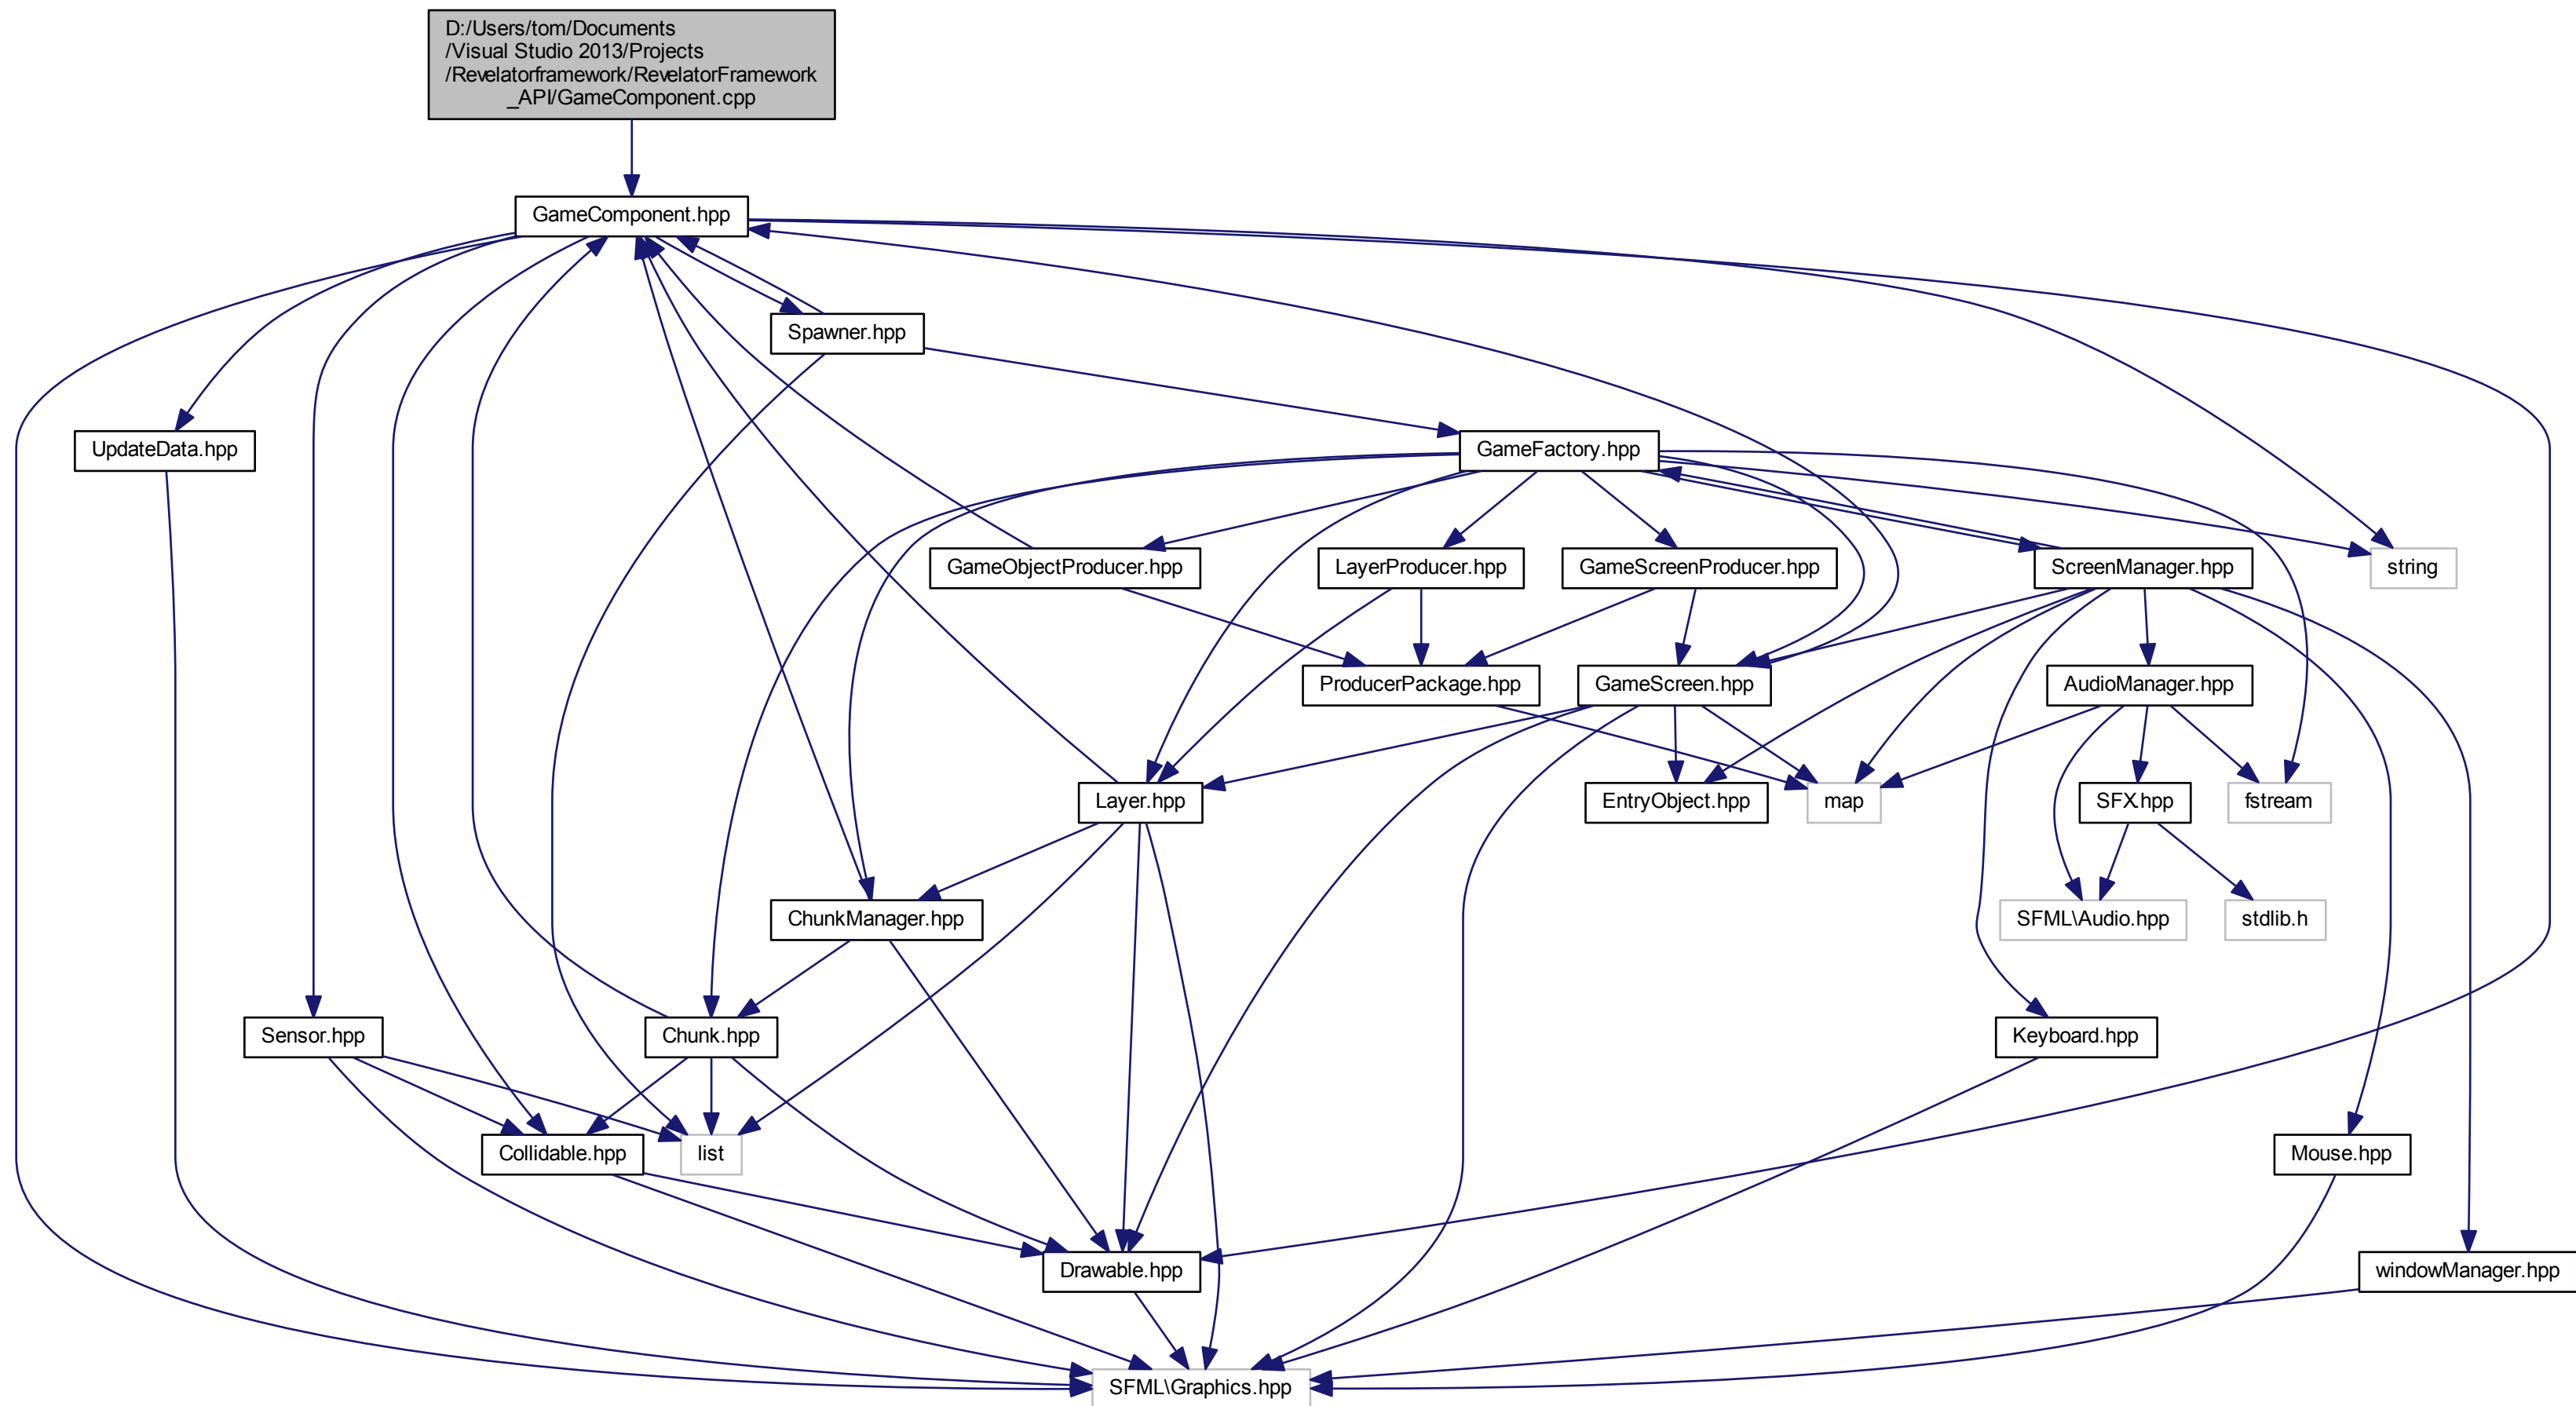 D:/Users/tom/Documents
/Visual Studio 2013/Projects
/Revelatorframework/RevelatorFramework
_API/GameComponent.cpp
GameComponent.hpp
Spawner.hpp
UpdateData.hpp
GameFactory.hpp
GameObjectProducer.hpp
LayerProducer.hpp
GameScreenProducer.hpp
ScreenManager.hpp
string
ProducerPackage.hpp
GameScreen.hpp
AudioManager.hpp
Layer.hpp
EntryObject.hpp
map
SFX.hpp
fstream
ChunkManager.hpp
SFML\Audio.hpp
stdlib.h
Sensor.hpp
Chunk.hpp
Keyboard.hpp
Collidable.hpp
list
Mouse.hpp
Drawable.hpp
windowManager.hpp
SFML\Graphics.hpp